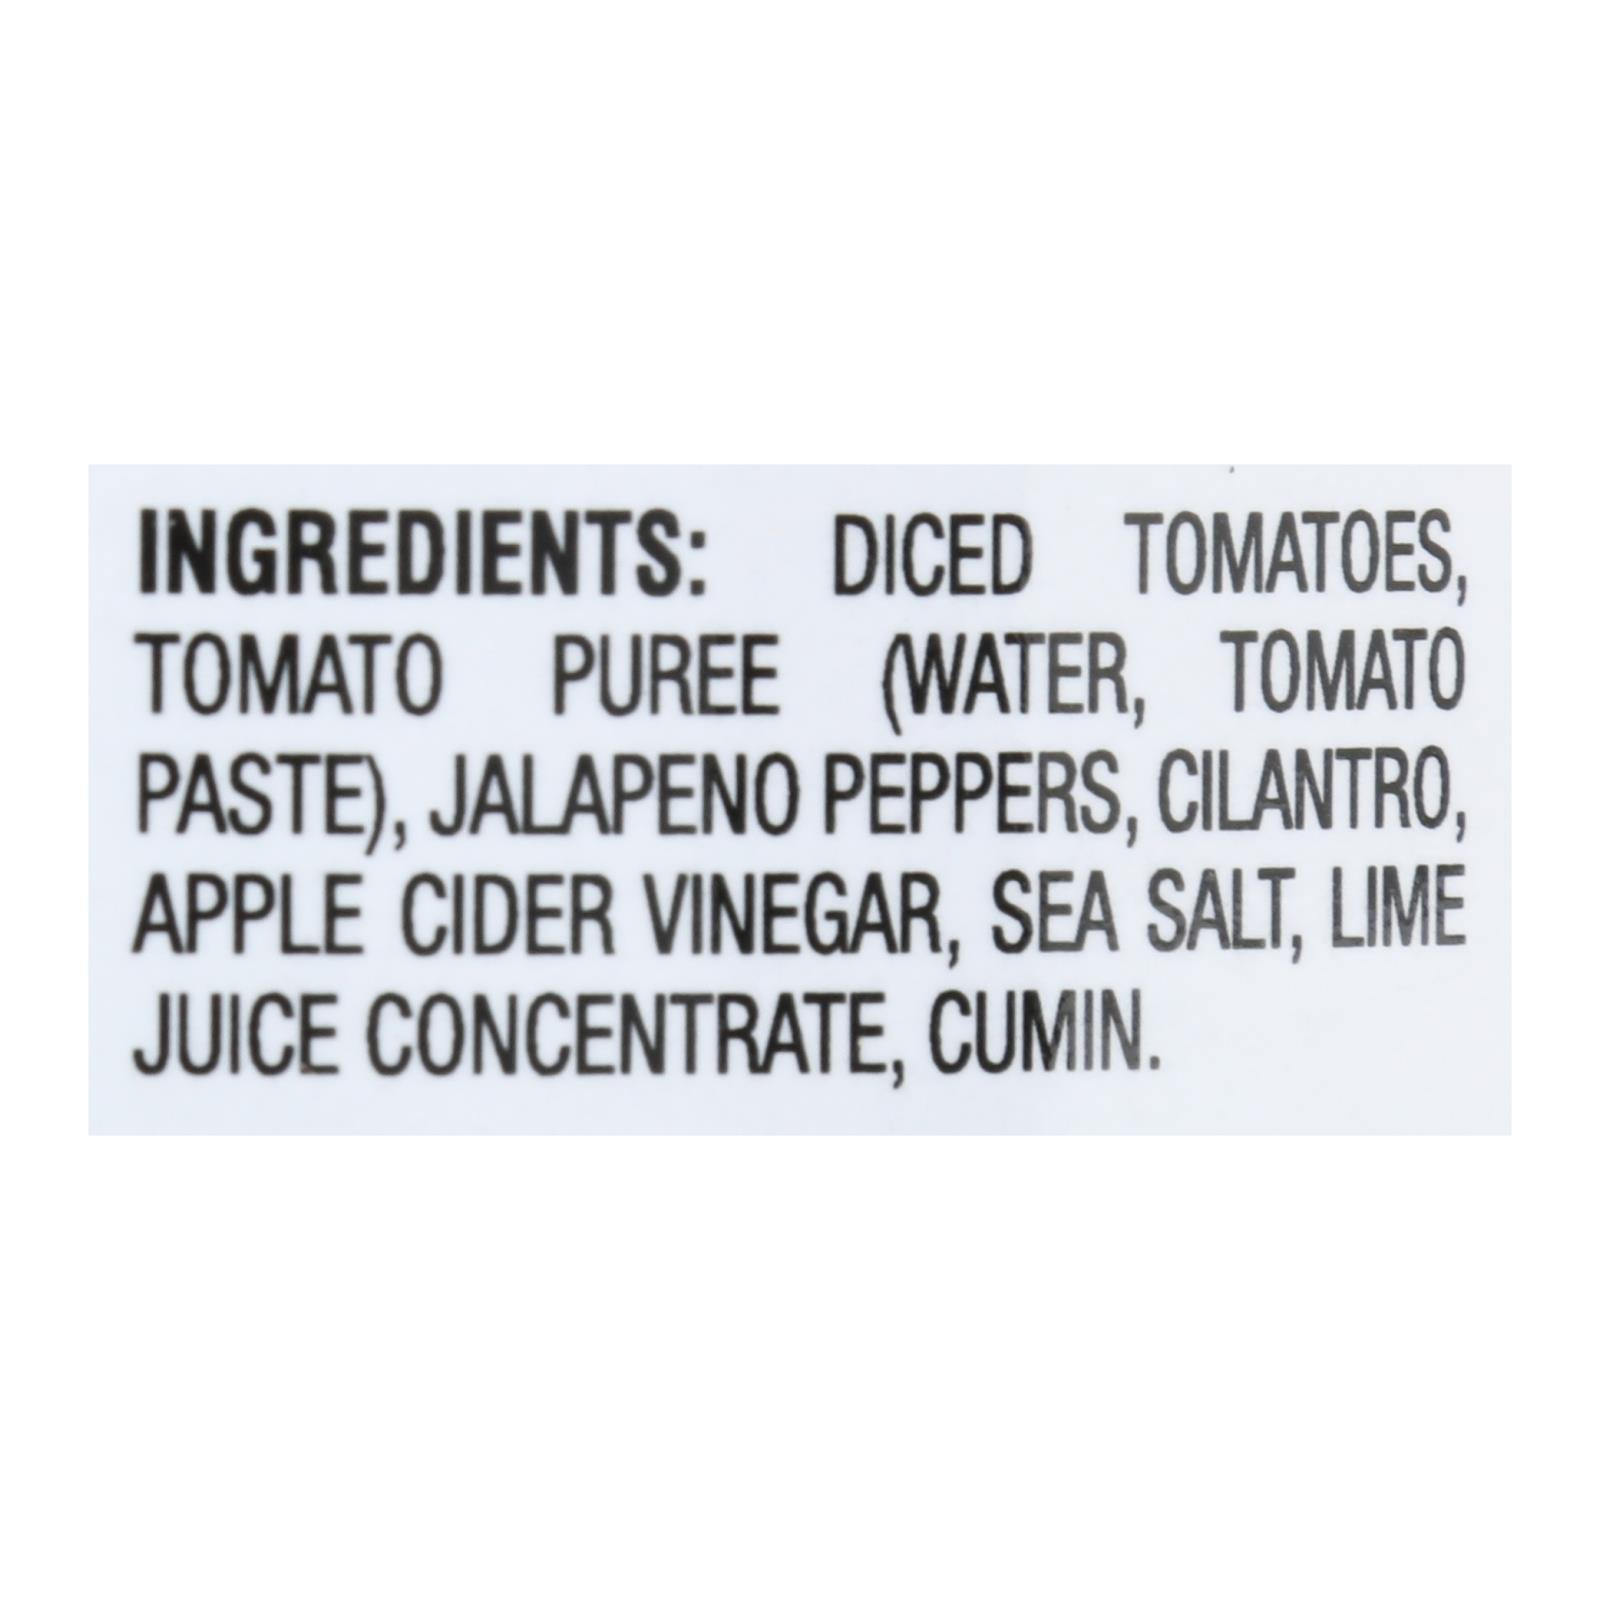 INGREDIENTS: DICED TOMATOES,
TOMATO PUREE (WATER, TOMATO
PASTE), JALAPENO PEPPERS, CILANTRO,
APPLE CIDER VINEGAR, SEA SALT, LIME
JUICE CONCENTRATE, CUMIN.